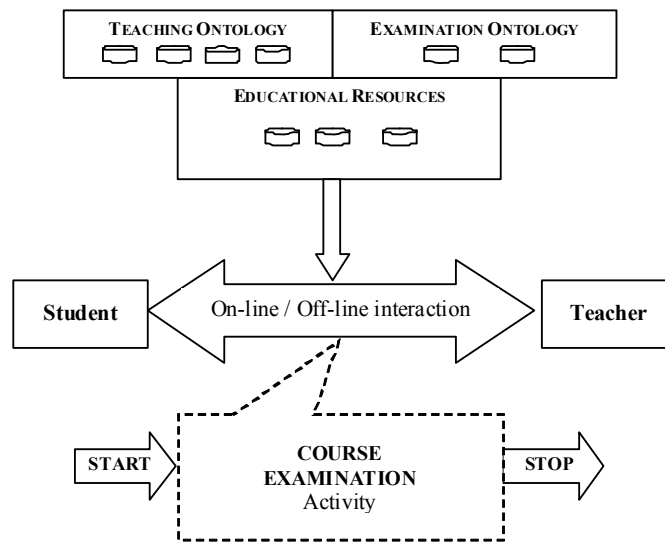 TEACHING ONTOLOGY
EXAMINATION ONTOLOGY
EDUCATIONAL RESOURCES
Student
On-line / Off-line interaction
Teacher
START
COURSE
EXAMINATION
Activity
STOP